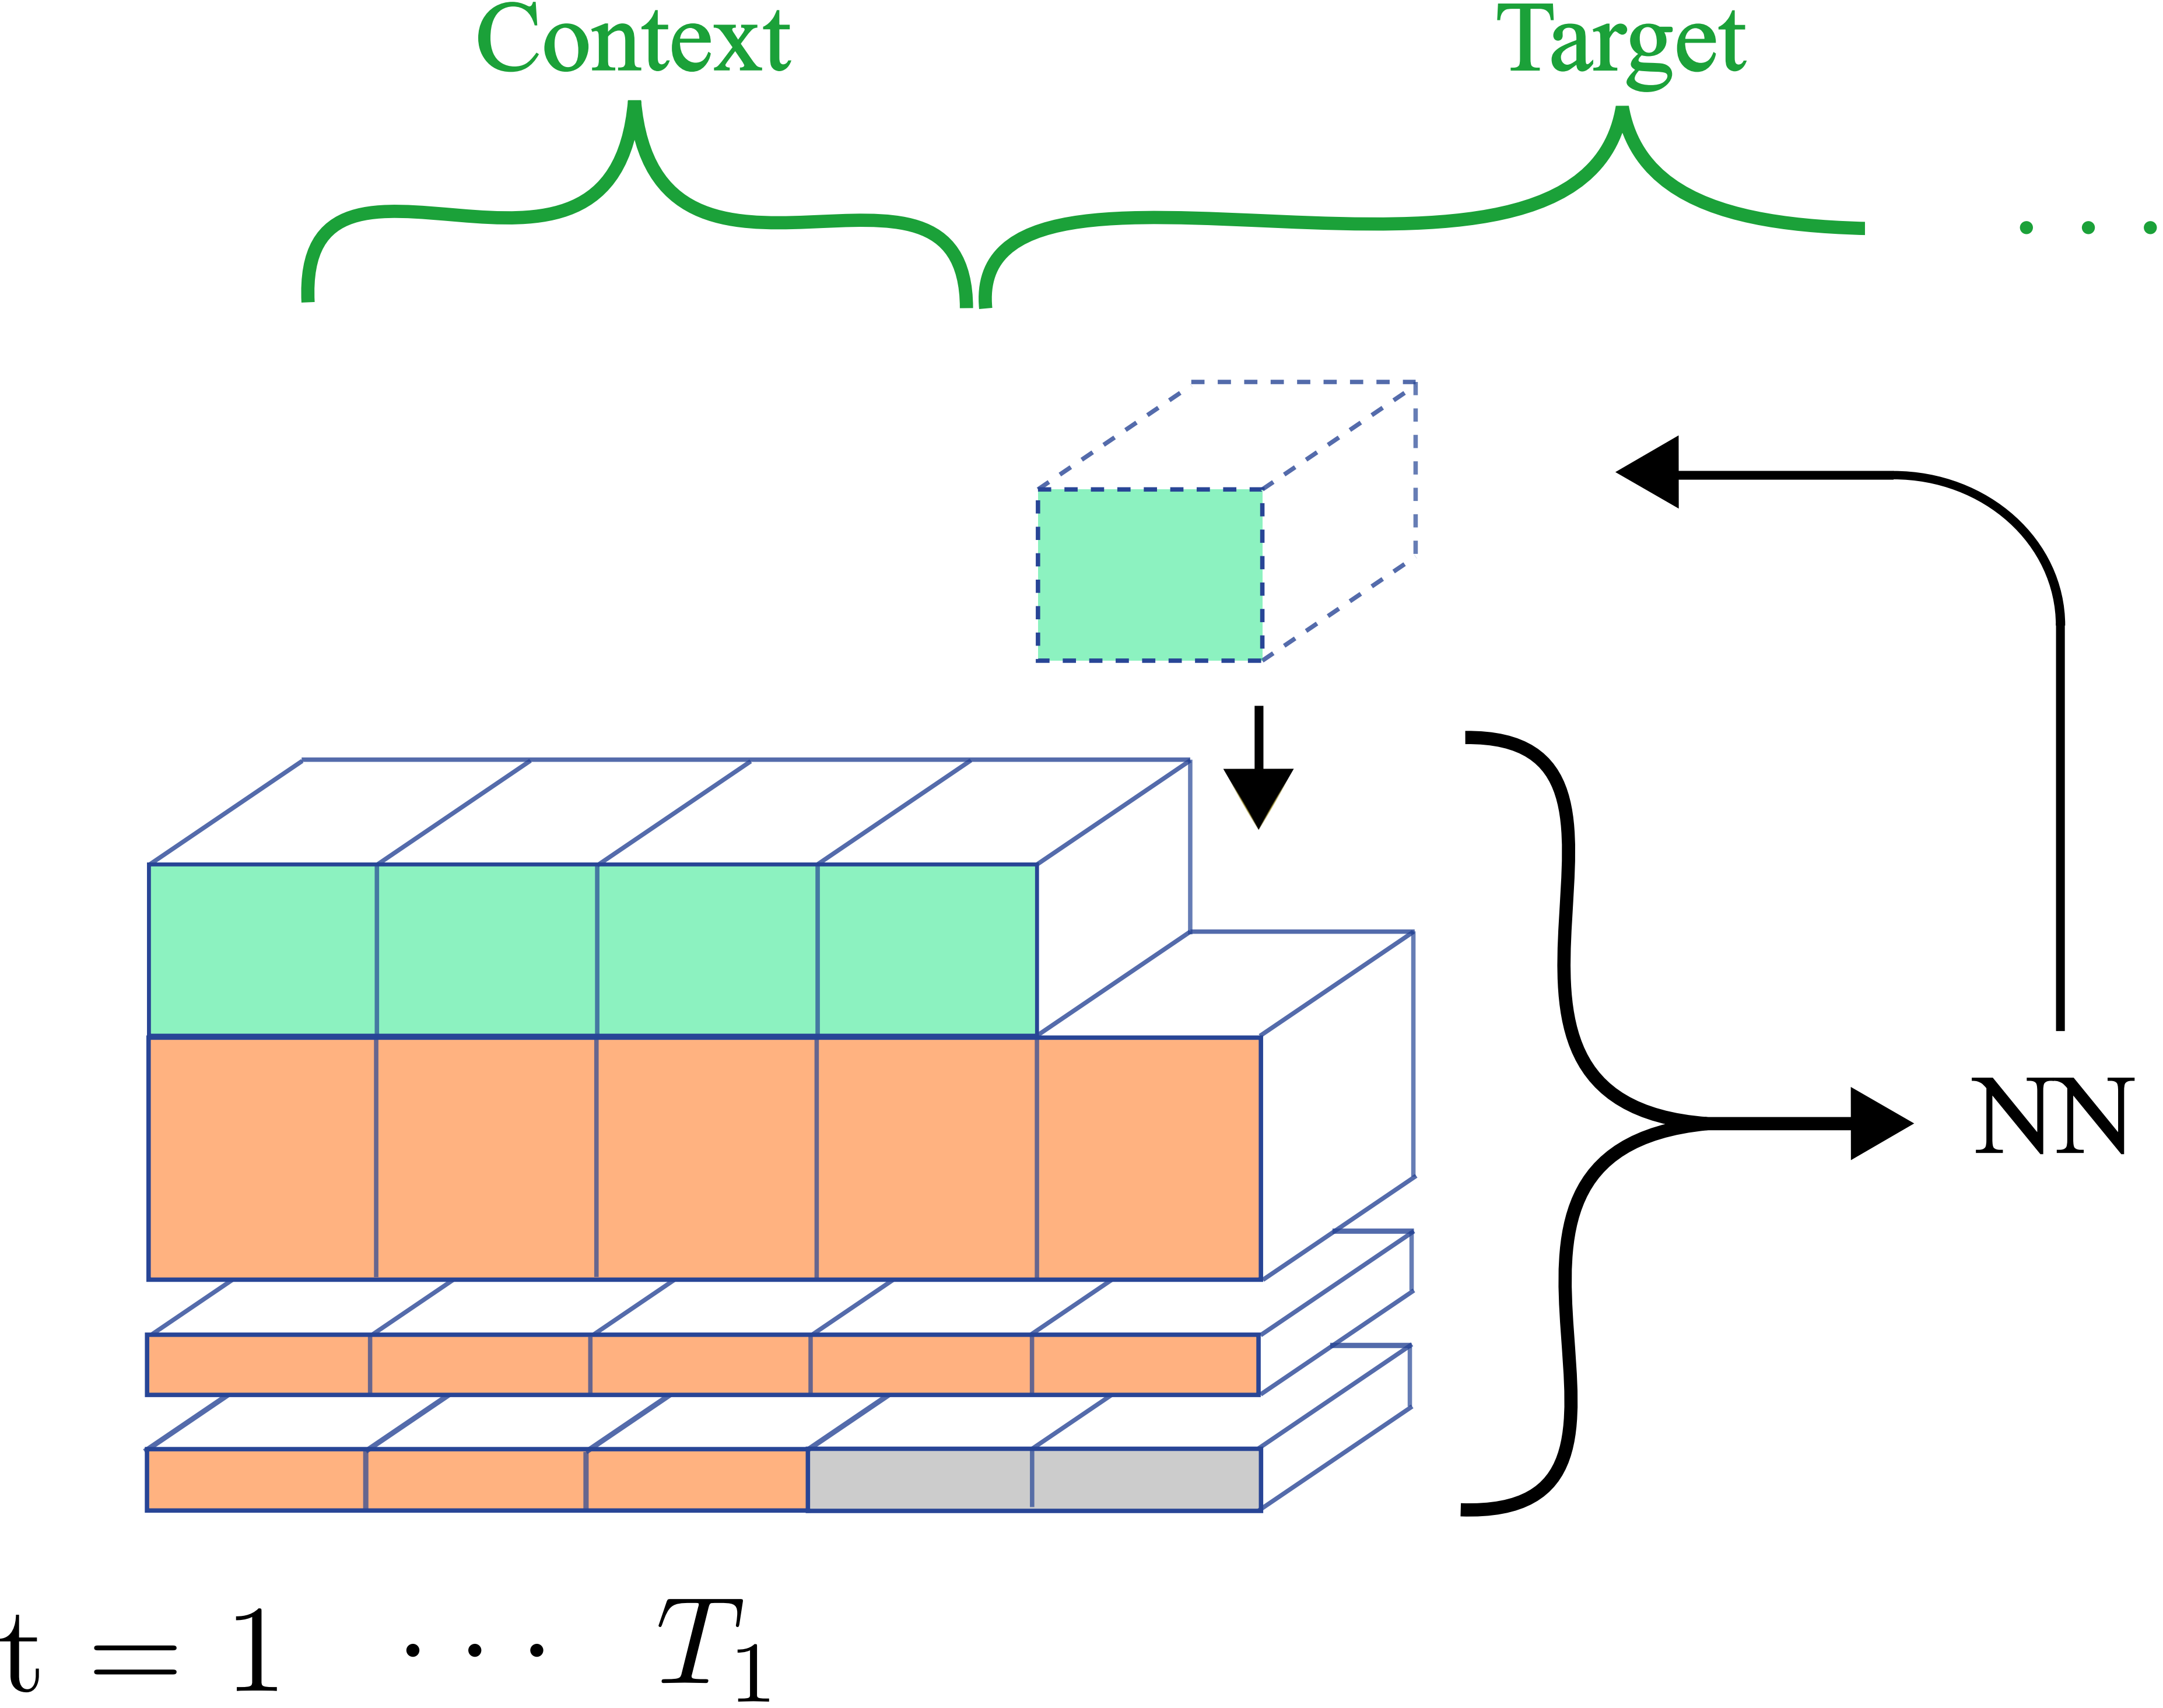 Context Target
. . .
NN
t = 1 · · · T₁